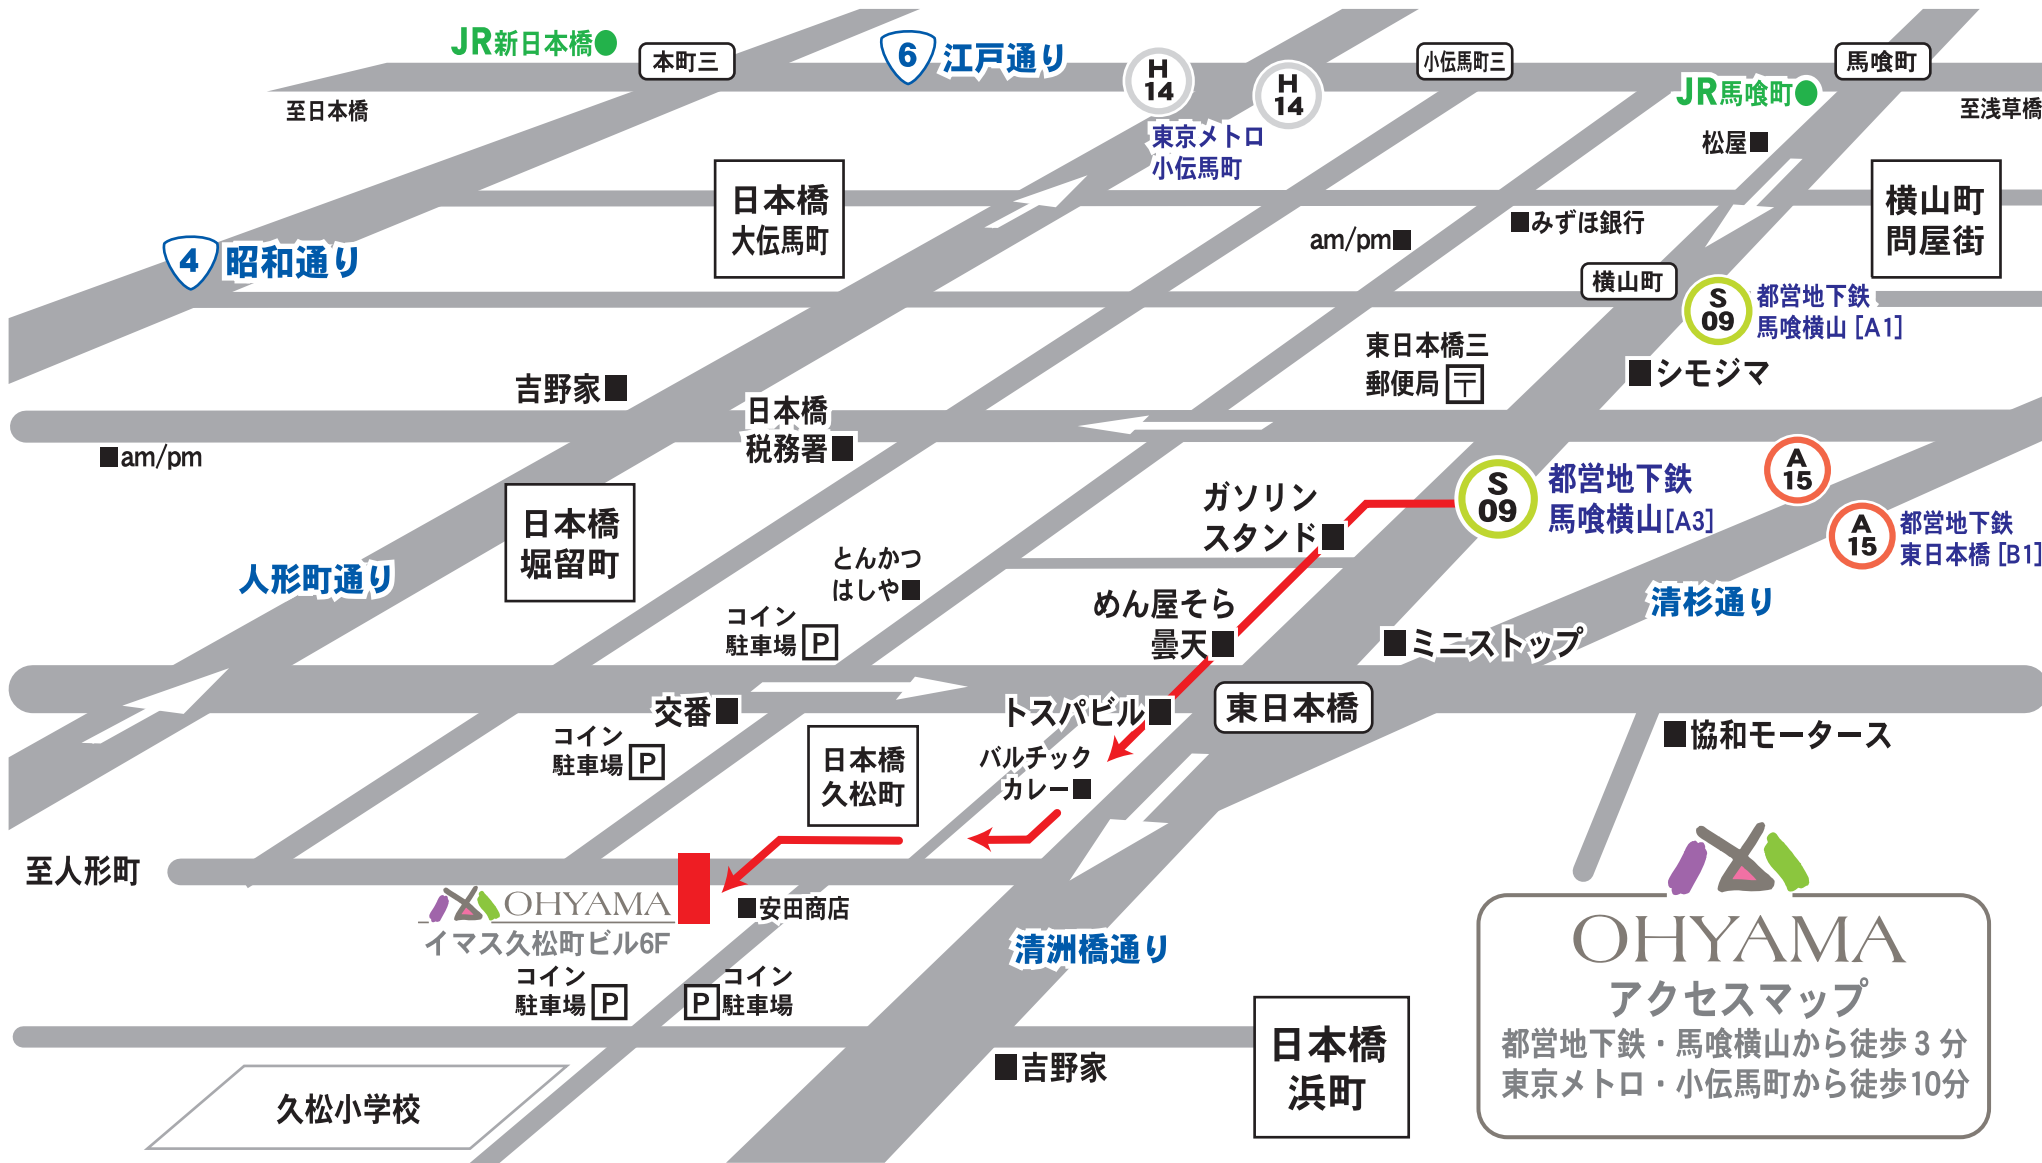 JR新日本橋
本町三
6
江戸通り
H
14
H
14
小伝馬町三
馬喰町
JR馬喰町
至日本橋
至浅草橋
東京メトロ
小伝馬町
松屋
日本橋
大伝馬町
横山町
問屋街
みずほ銀行
am/pm
4
昭和通り
横山町
S
09
都営地下鉄
馬喰横山 [A1]
東日本橋三
郵便局
シモジマ
吉野家
日本橋
税務署
am/pm
A
15
S
09
都営地下鉄
馬喰横山[A3]
ガソリン
スタンド
A
15
都営地下鉄
東日本橋 [B1]
日本橋
堀留町
とんかつ
はしや
人形町通り
清杉通り
めん屋そら
曇天
コイン
駐車場 P
ミニストップ
交番
トスパビル
東日本橋
協和モータース
コイン
駐車場 P
日本橋
久松町
バルチック
カレー
至人形町
OHYAMA
イマス久松町ビル6F
安田商店
清洲橋通り
コイン
駐車場 P
P コイン
駐車場
吉野家
日本橋
浜町
久松小学校
OHYAMA
アクセスマップ
都営地下鉄・馬喰横山から徒歩 3 分
東京メトロ・小伝馬町から徒歩10分